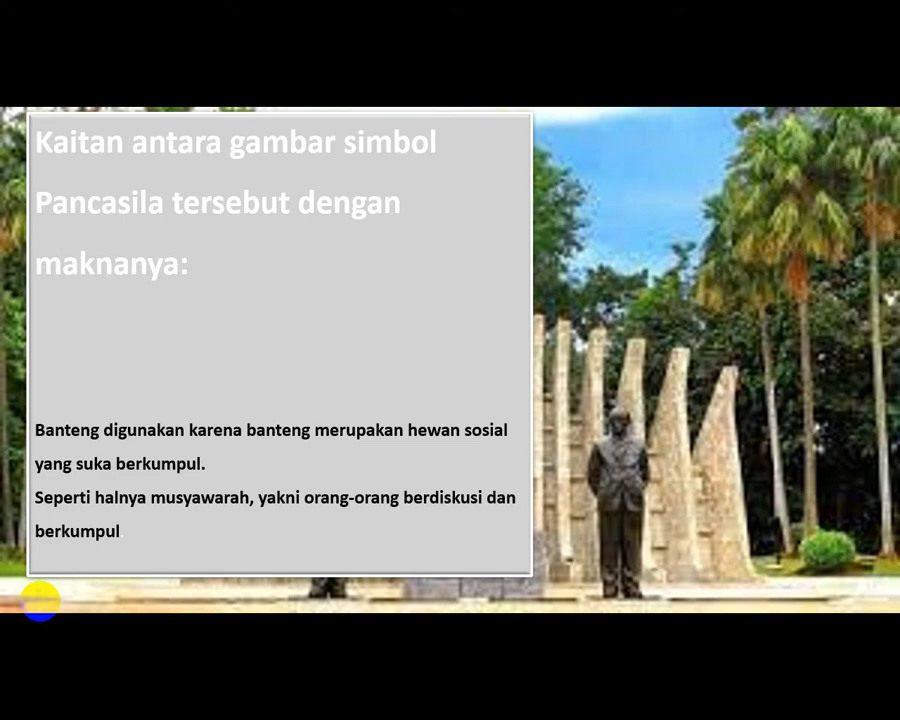 Kaitan antara gambar simbol
Pancasila tersebut dengan
maknanya:
Banteng digunakan karena banteng merupakan hewan sosial
yang suka berkumpul.
Seperti halnya musyawarah, yakni orang-orang berdiskusi dan
berkumpul.